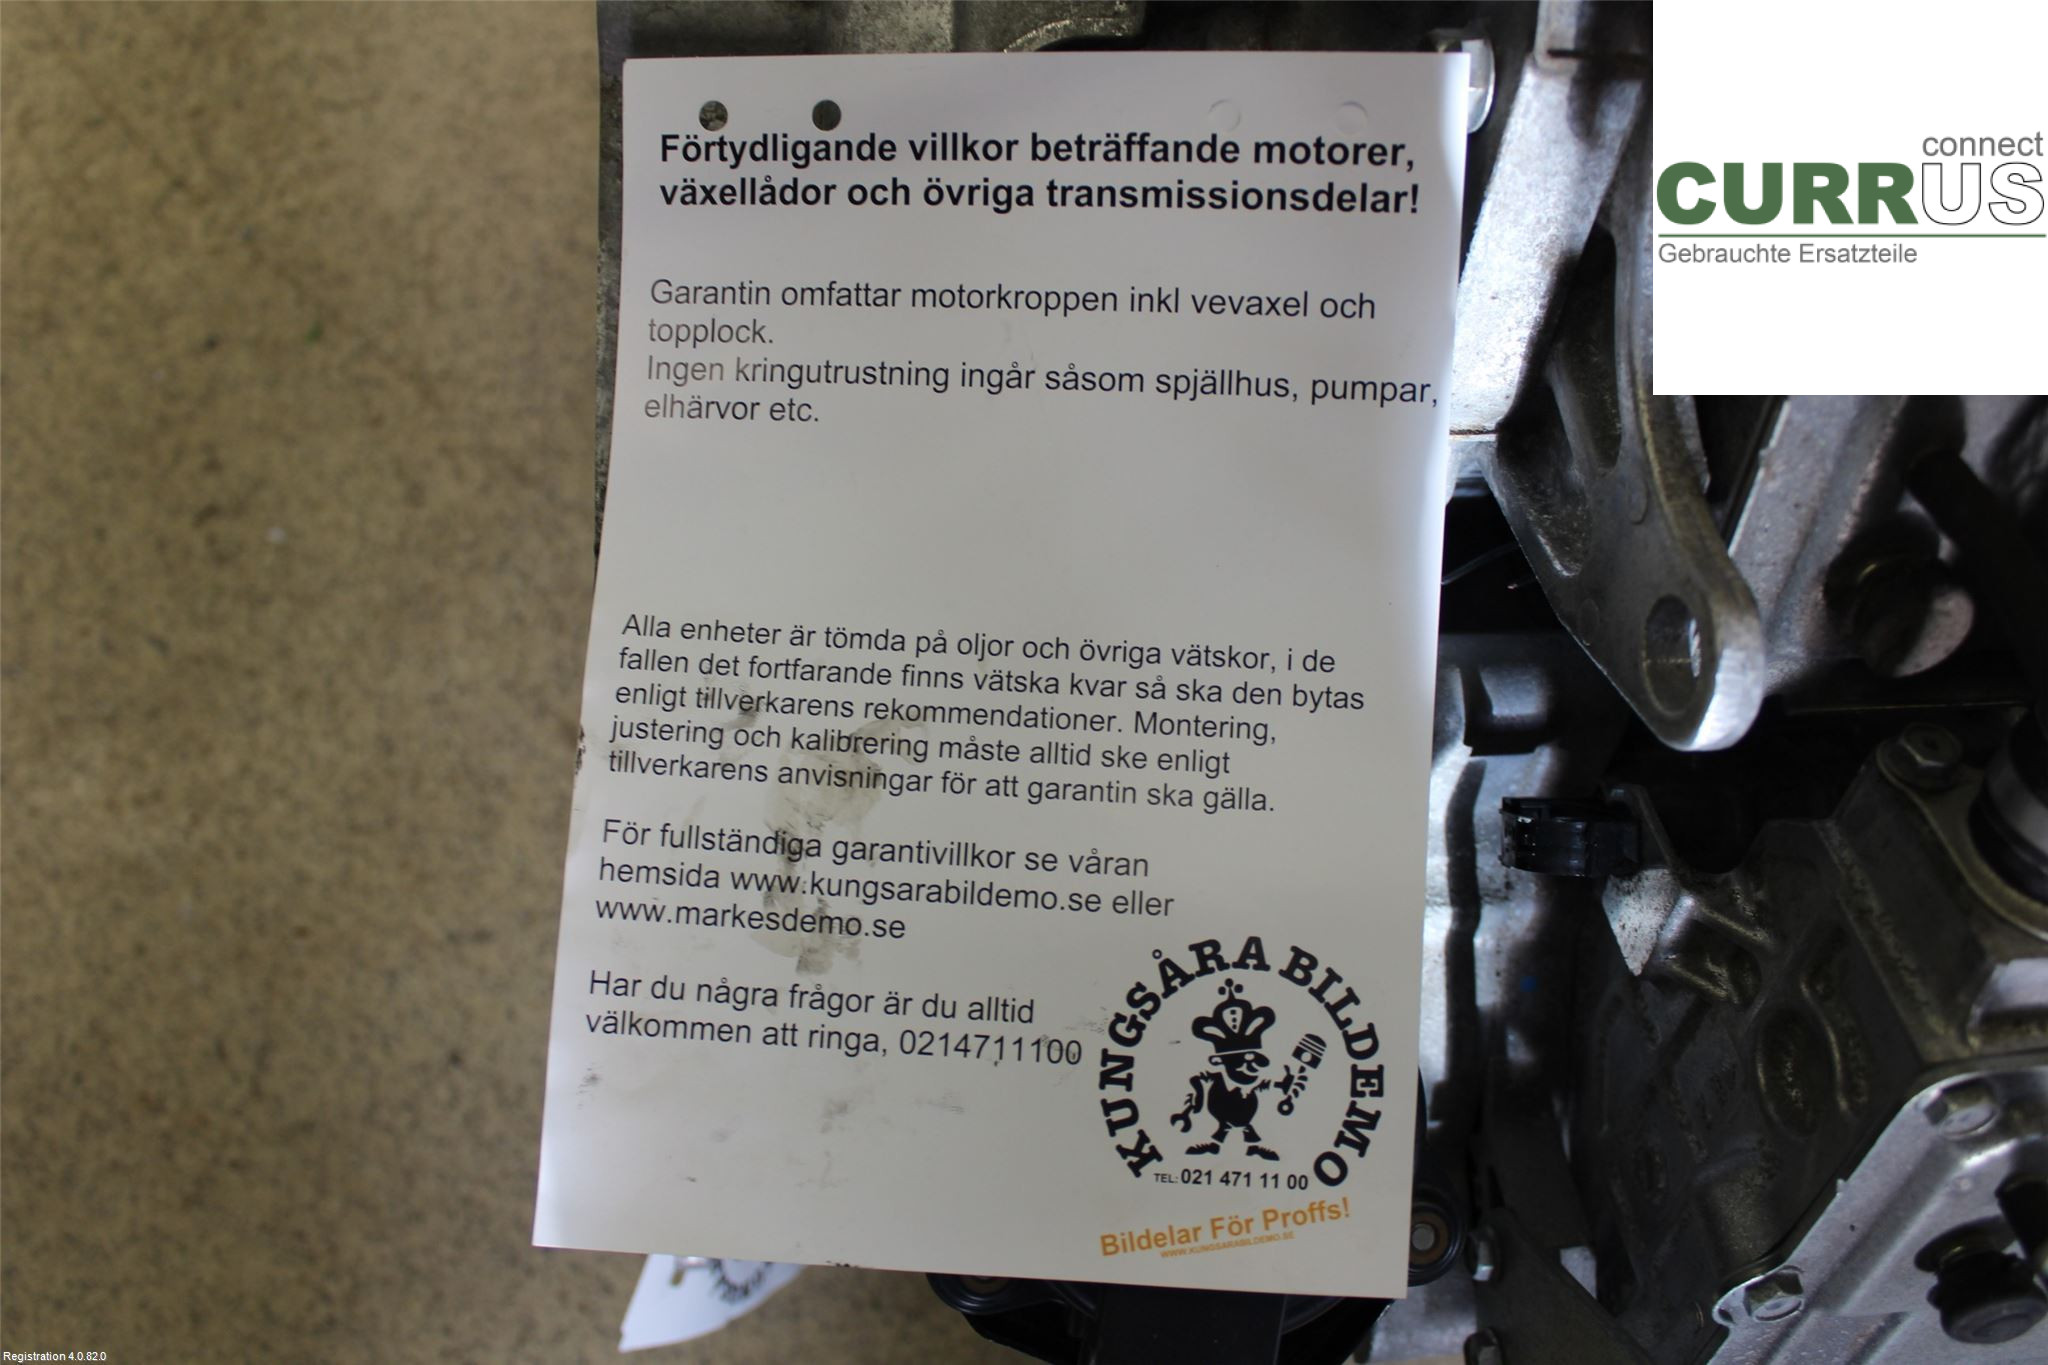 connect
CURRUS
Gebrauchte Ersatzteile
Förtydligande villkor beträffande motorer,
växellådor och övriga transmissionsdelar!
Garantin omfattar motorkroppen inkl vevaxel och
topplock.
Ingen kringutrustning ingår såsom spjällhus, pumpar,
elhärvor etc.
Alla enheter är tömda på oljor och övriga vätskor, i de
fallen det fortfarande finns vätska kvar så ska den bytas
enligt tillverkarens rekommendationer. Montering,
justering och kalibrering måste alltid ske enligt
tillverkarens anvisningar för att garantin ska gälla.
För fullständiga garantivillkor se våran
hemsida www.kungsarabildemo.se eller
www.markesdemo.se
Har du några frågor är du alltid
välkommen att ringa, 0214711100
KUNGSÅRA BILDEMO
TEL: 021 471 11 00
Bildelar För Proffs!
WWW.KUNGSARABILDEMO.SE
Registration 4.0.82.0